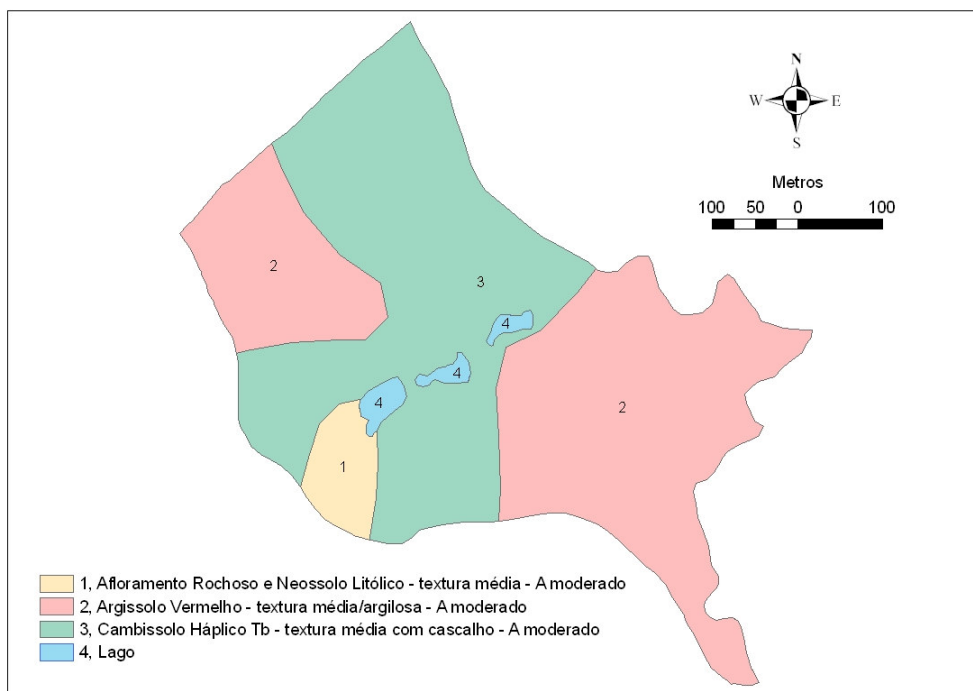 N
W E
S
Metros
100 50 0 100
2
3
4
4
4
2
1
1, Afloramento Rochoso e Neossolo Litólico - textura média - A moderado
2, Argissolo Vermelho - textura média/argilosa - A moderado
3, Cambissolo Háplico Tb - textura média com cascalho - A moderado
4, Lago